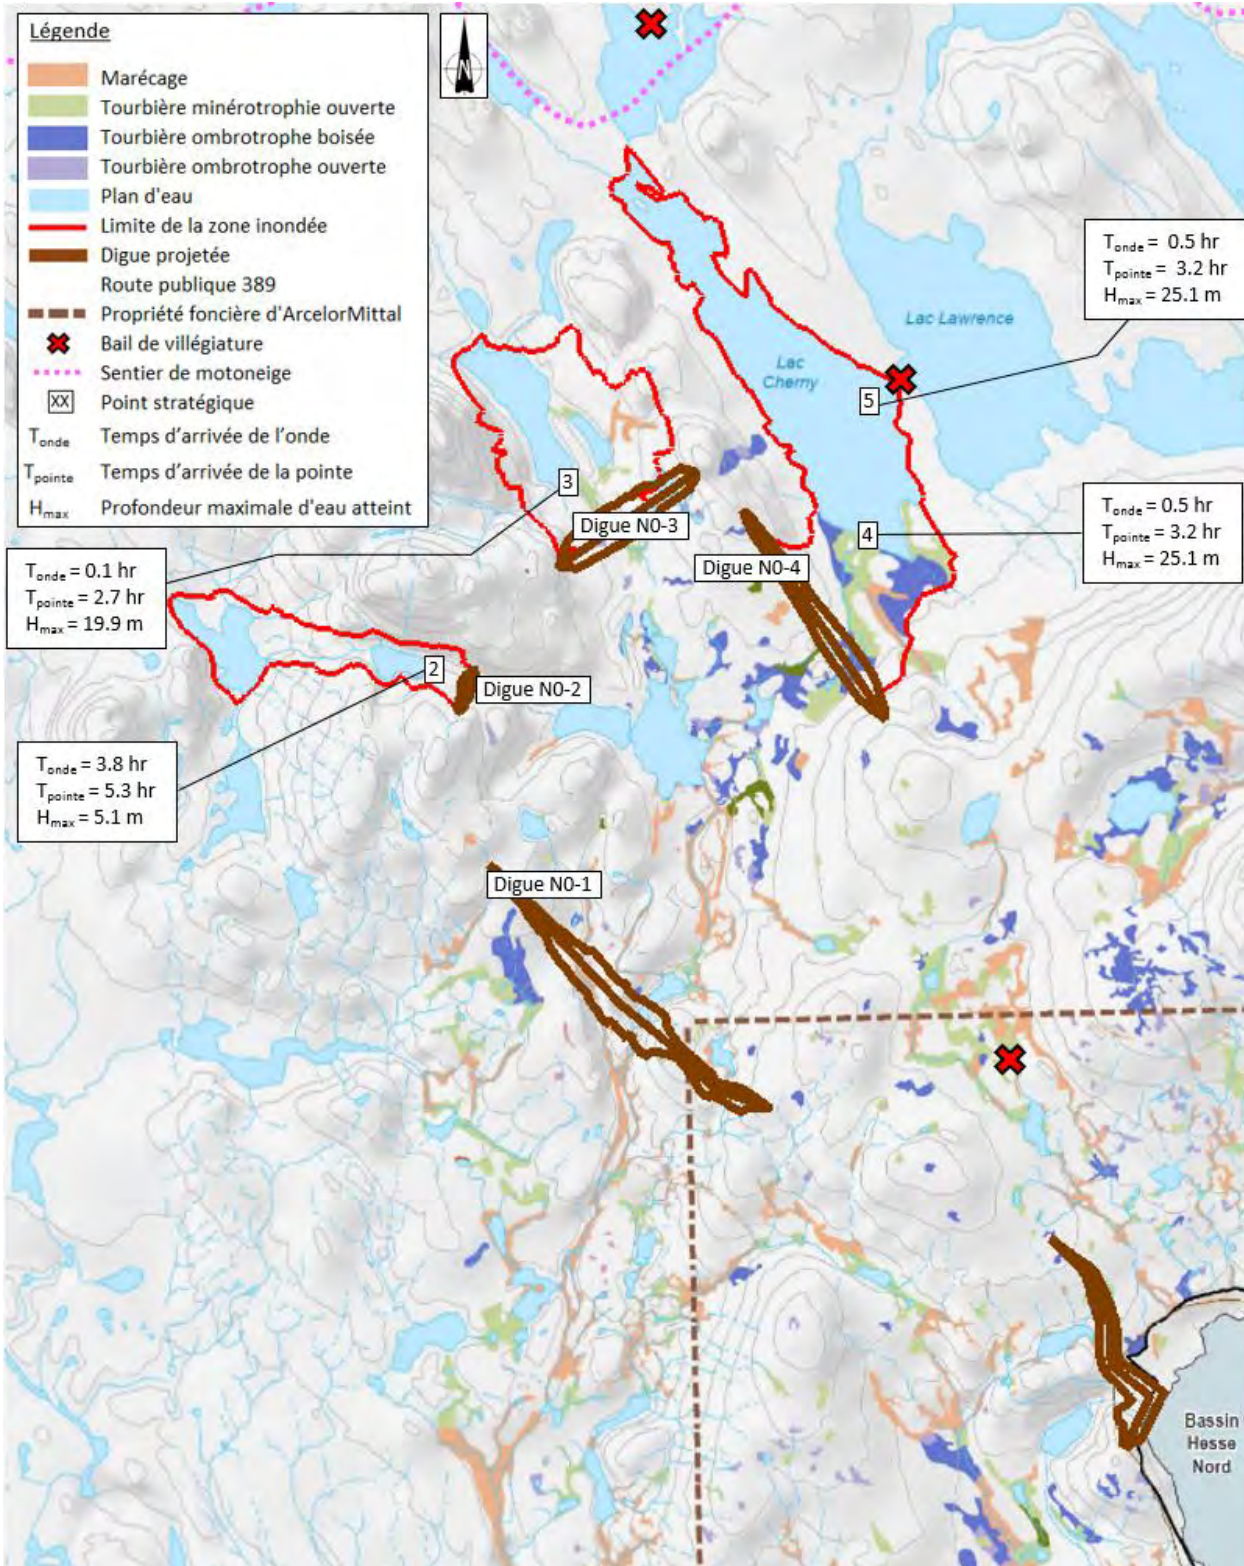 Légende
Marécage
Tourbière minérotrophie ouverte
Tourbière ombrotrophe boisée
Tourbière ombrotrophe ouverte
Plan d'eau
Limite de la zone inondée
Digue projetée
Route publique 389
Propriété foncière d'ArcelorMittal
Bail de villégiature
Sentier de motoneige
XX Point stratégique
Tonde Temps d'arrivée de l'onde
Tpointe Temps d'arrivée de la pointe
Hmax Profondeur maximale d'eau atteint
N
Tonde = 0.5 hr
Tpointe = 3.2 hr
Hmax = 25.1 m
Lac Lawrence
Lac
Cherny
5
3
Digue N0-3
4
Tonde = 0.5 hr
Tpointe = 3.2 hr
Hmax = 25.1 m
Digue N0-4
Tonde = 0.1 hr
Tpointe = 2.7 hr
Hmax = 19.9 m
2
Digue N0-2
Tonde = 3.8 hr
Tpointe = 5.3 hr
Hmax = 5.1 m
Digue N0-1
Bassin
Hesse
Nord